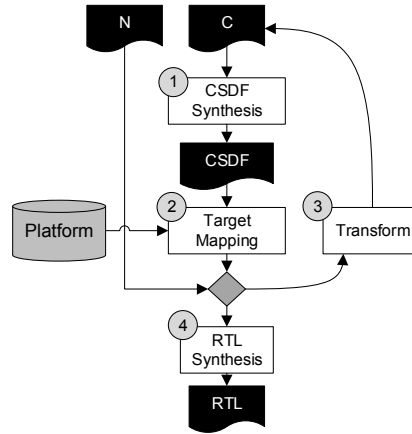 N
C
1
CSDF
Synthesis
CSDF
2
Target
Mapping
Platform
3
Transform
4
RTL
Synthesis
RTL